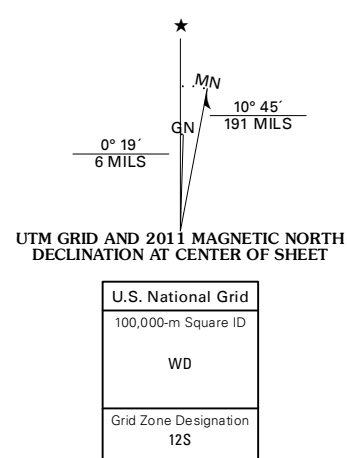 ★
MN
10° 45´
191 MILS
GN
0° 19´
6 MILS
UTM GRID AND 2011 MAGNETIC NORTH
DECLINATION AT CENTER OF SHEET
U.S. National Grid
100,000-m Square ID
WD
Grid Zone Designation
12S